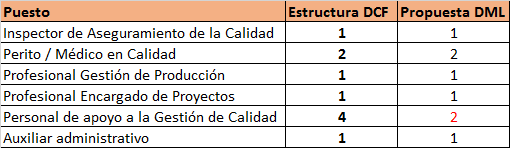 Puesto Estructura DCF Propuesta DML
Inspector de Aseguramiento de la Calidad 1 1
Perito / Médico en Calidad 2 2
Profesional Gestión de Producción 1 1
Profesional Encargado de Proyectos 1 1
Personal de apoyo a la Gestión de Calidad 4 2
Auxiliar administrativo 1 1